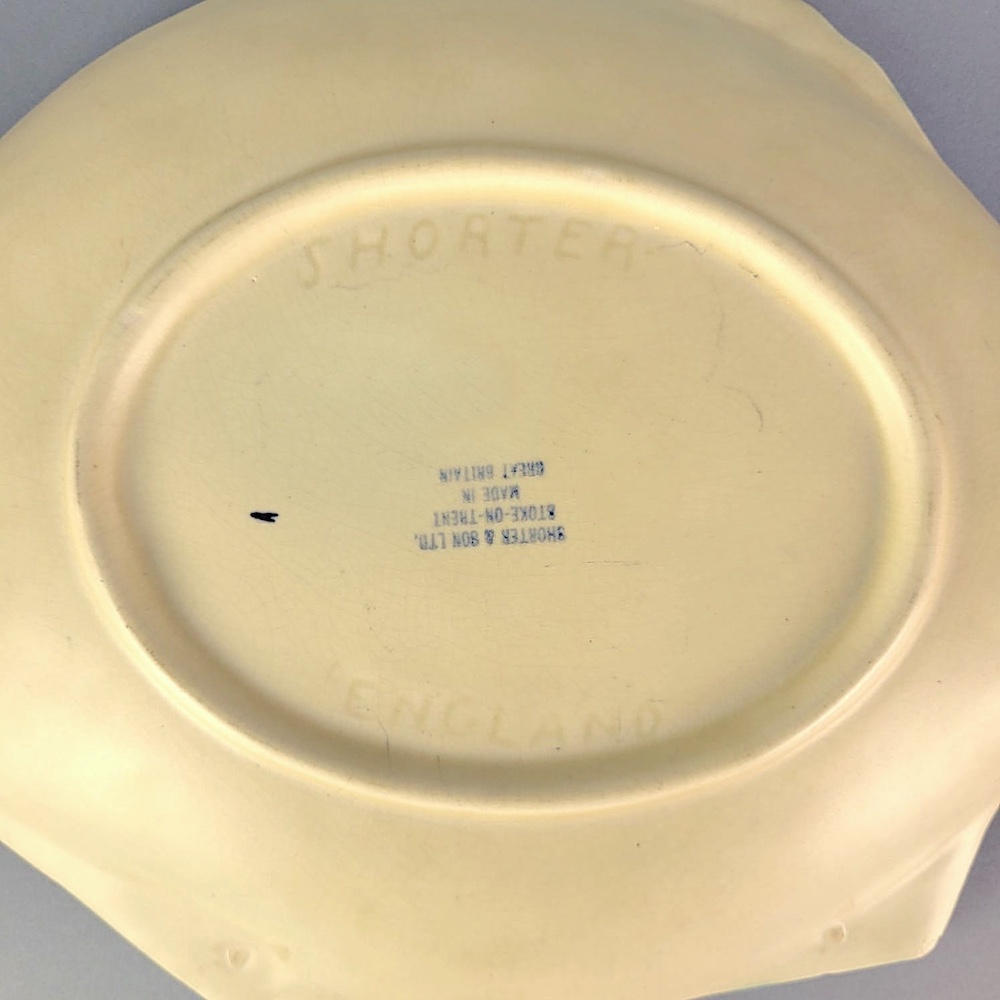 SHORTER
SHORTER & SON LTD.
STOKE-ON-TRENT
MADE IN
GREAT BRITAIN
ENGLAND